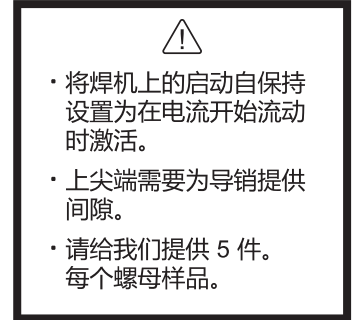 ・将焊机上的启动自保持
设置为在电流开始流动
时激活。
・上尖端需要为导销提供
间隙。
・请给我们提供 5 件。
每个螺母样品。